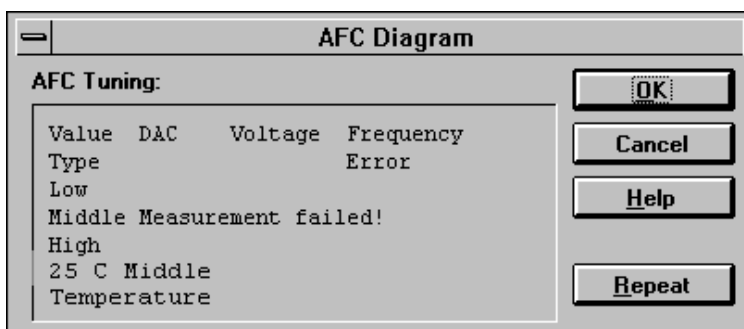 AFC Diagram
AFC Tuning:
Value DAC Voltage Frequency
Type Error
Low
Middle Measurement failed!
High
25 C Middle
Temperature
OK
Cancel
Help
Repeat